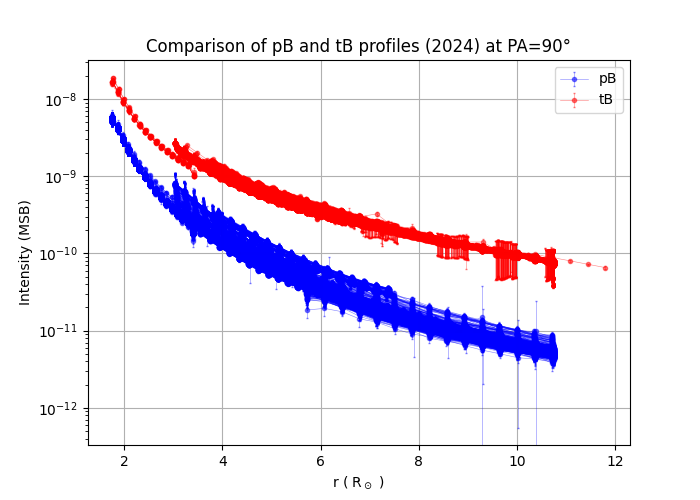 Comparison of pB and tB profiles (2024) at PA=90°
pB
tB
Intensity (MSB)
10⁻⁸
10⁻⁹
10⁻¹⁰
10⁻¹¹
10⁻¹²
2 4 6 8 10 12
r ( R⊙ )